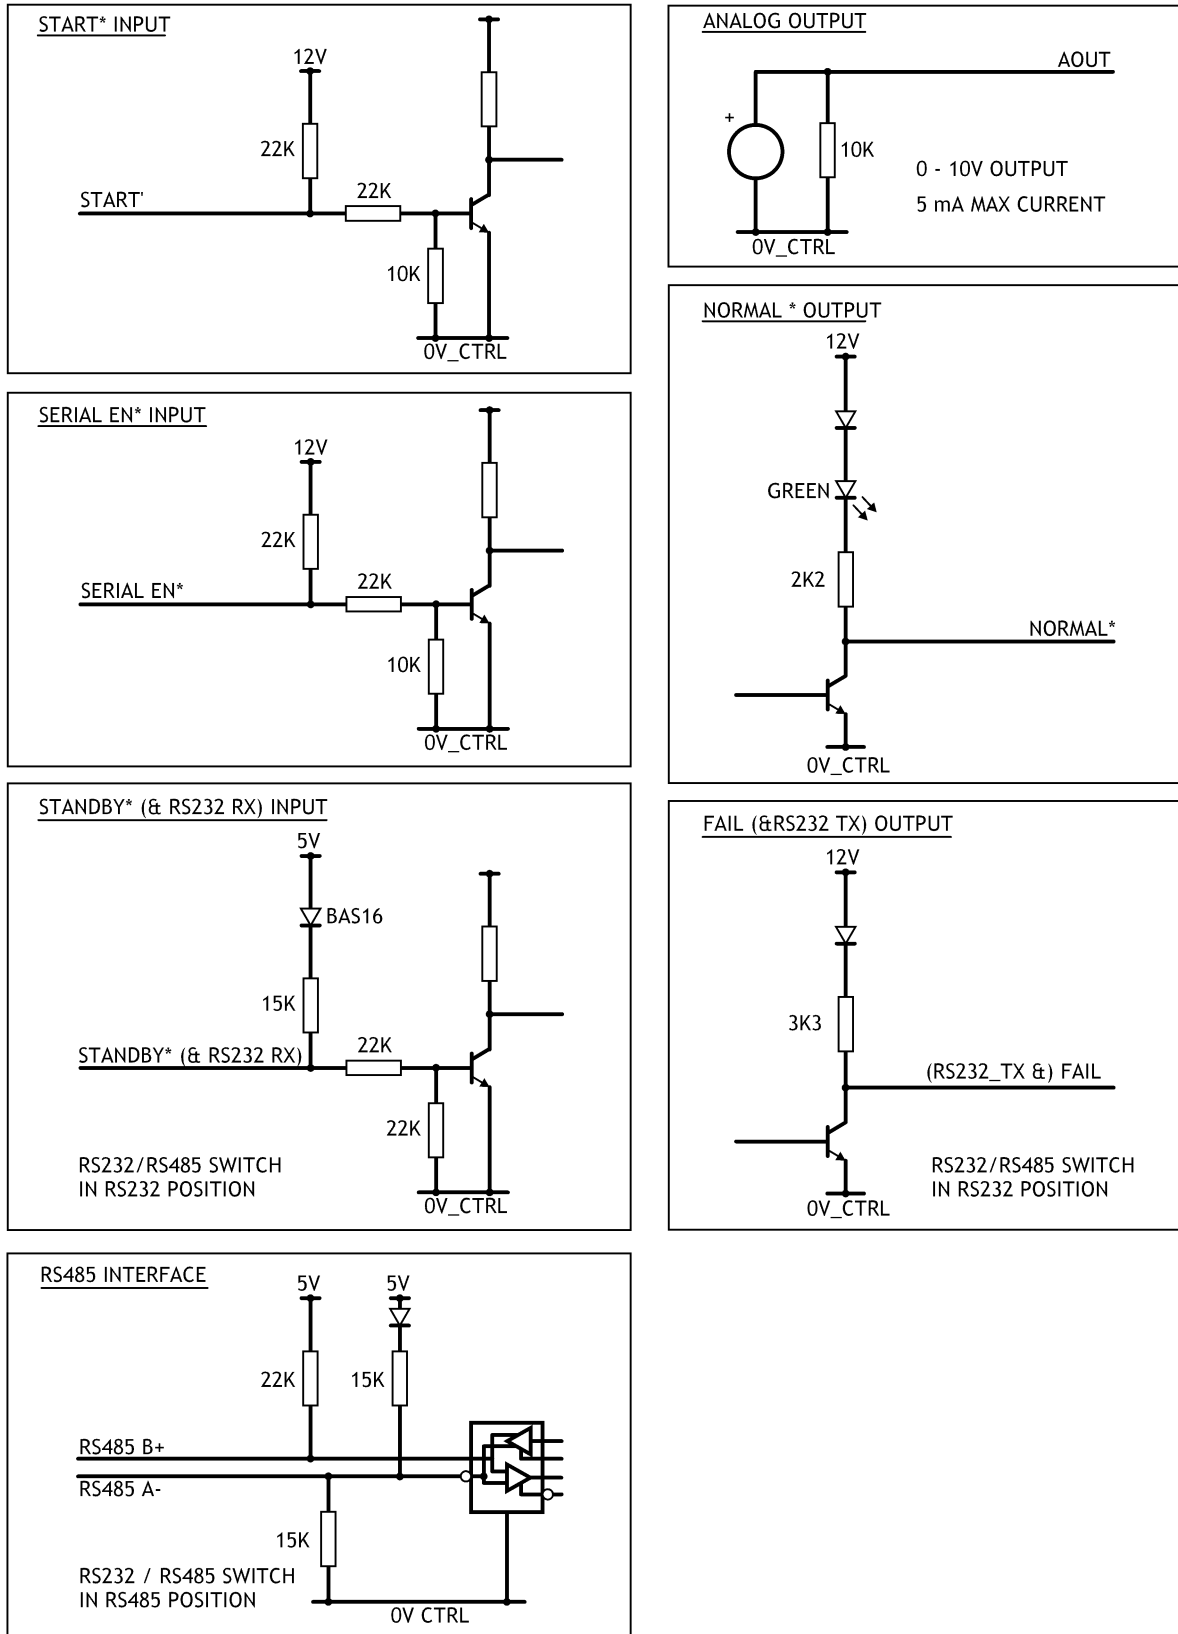 START* INPUT
12V
22K
START'
22K
10K
0V_CTRL
SERIAL EN* INPUT
12V
22K
SERIAL EN*
22K
10K
0V_CTRL
STANDBY* (& RS232 RX) INPUT
5V
BAS16
15K
STANDBY* (& RS232 RX)
22K
22K
RS232/RS485 SWITCH
IN RS232 POSITION
0V_CTRL
RS485 INTERFACE
5V
5V
22K
15K
RS485 B+
RS485 A-
15K
RS232 / RS485 SWITCH
IN RS485 POSITION
0V CTRL
ANALOG OUTPUT
AOUT
+
10K
0 - 10V OUTPUT
5 mA MAX CURRENT
0V_CTRL
NORMAL * OUTPUT
12V
GREEN
2K2
NORMAL*
0V_CTRL
FAIL (&RS232 TX) OUTPUT
12V
3K3
(RS232_TX &) FAIL
RS232/RS485 SWITCH
IN RS232 POSITION
0V_CTRL